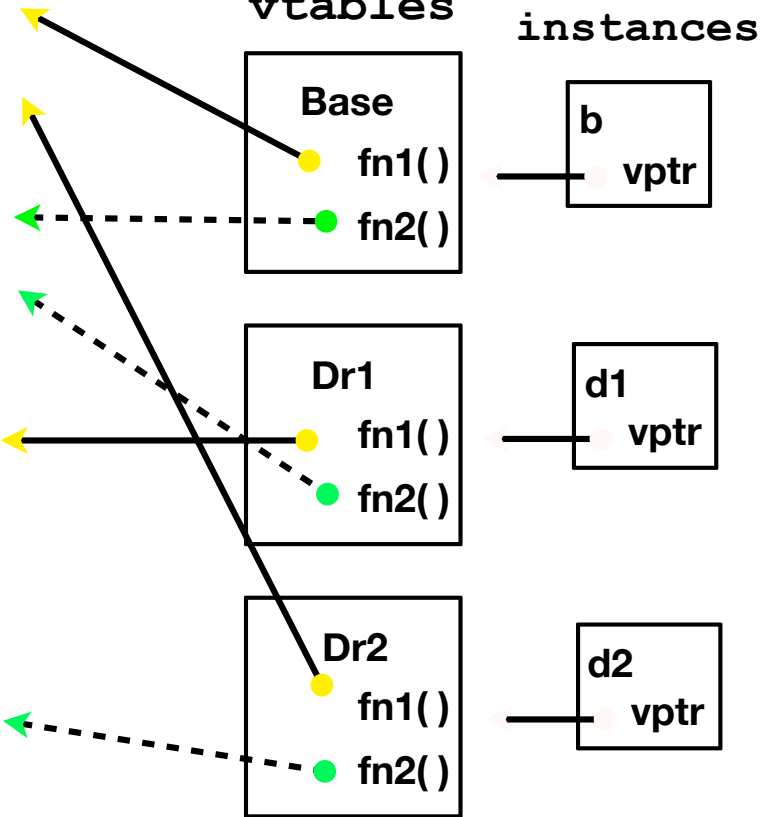 vtables
instances
Base
fn1()
fn2()
b
vptr
Dr1
fn1()
fn2()
d1
vptr
Dr2
fn1()
fn2()
d2
vptr